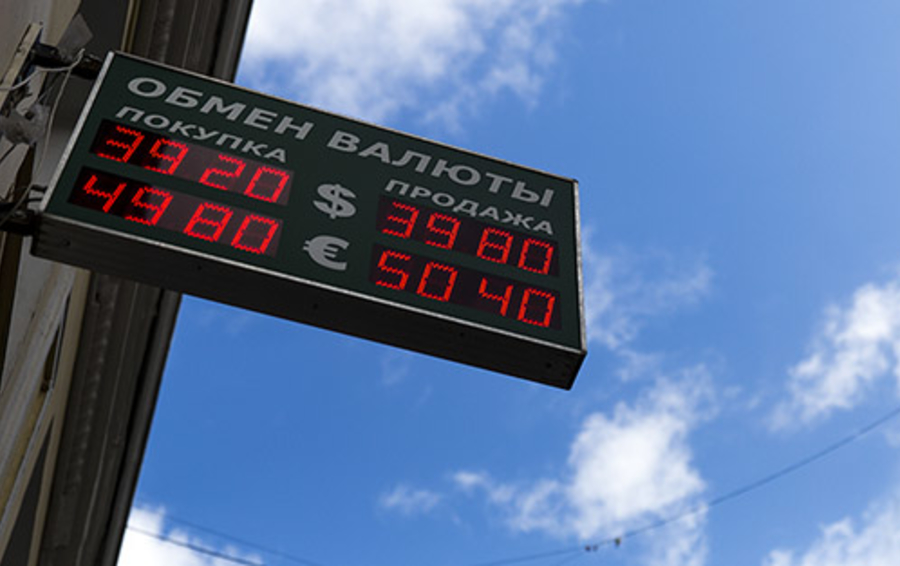 ОБМЕН ВАЛЮТЫ
ПОКУПКА ПРОДАЖА
39 20 $ 39 80
49 80 € 50 40